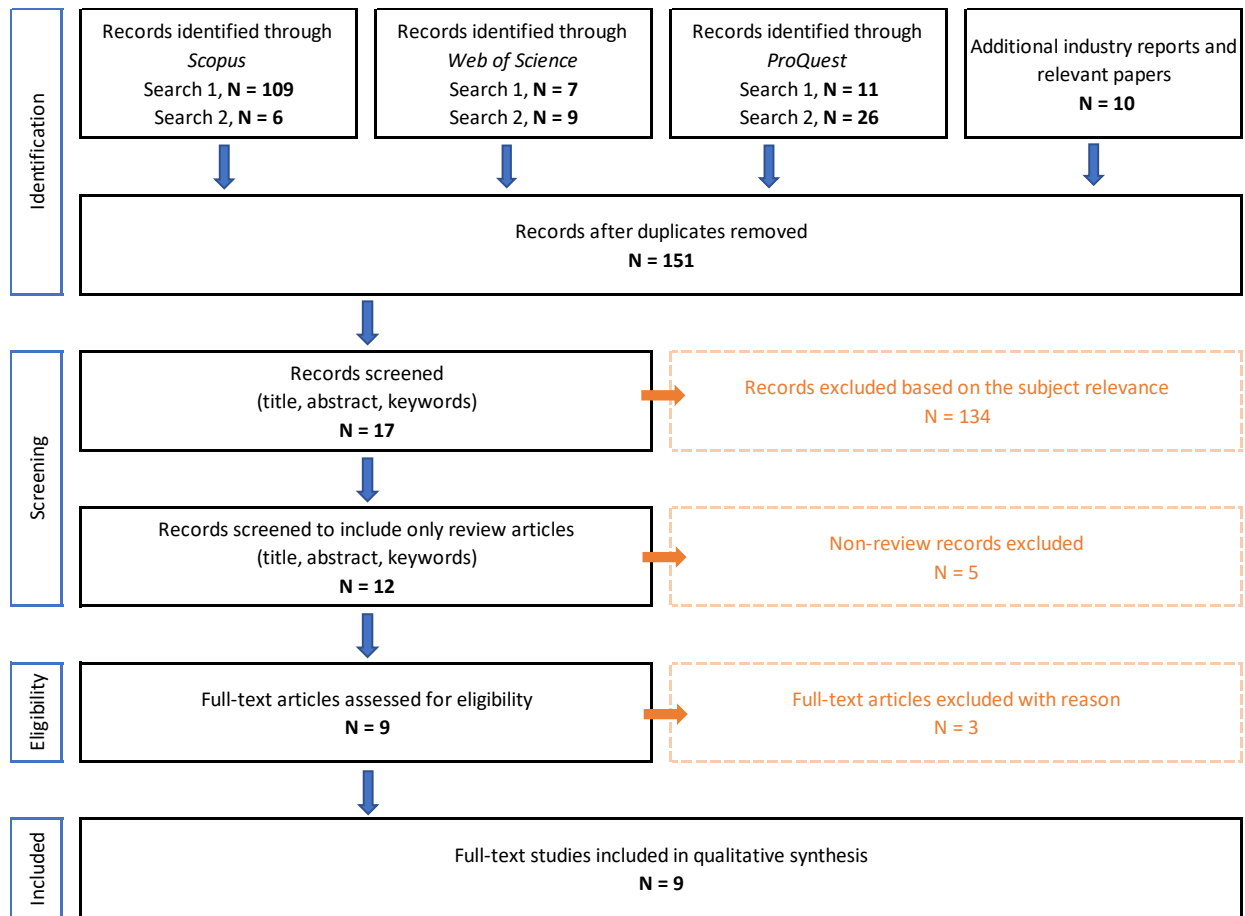 Identification
Records identified through
Scopus
Search 1, N = 109
Search 2, N = 6
Records identified through
Web of Science
Search 1, N = 7
Search 2, N = 9
Records identified through
ProQuest
Search 1, N = 11
Search 2, N = 26
Additional industry reports and
relevant papers
N = 10
Records after duplicates removed
N = 151
Screening
Records screened
(title, abstract, keywords)
N = 17
Records excluded based on the subject relevance
N = 134
Records screened to include only review articles
(title, abstract, keywords)
N = 12
Non-review records excluded
N = 5
Eligibility
Full-text articles assessed for eligibility
N = 9
Full-text articles excluded with reason
N = 3
Included
Full-text studies included in qualitative synthesis
N = 9